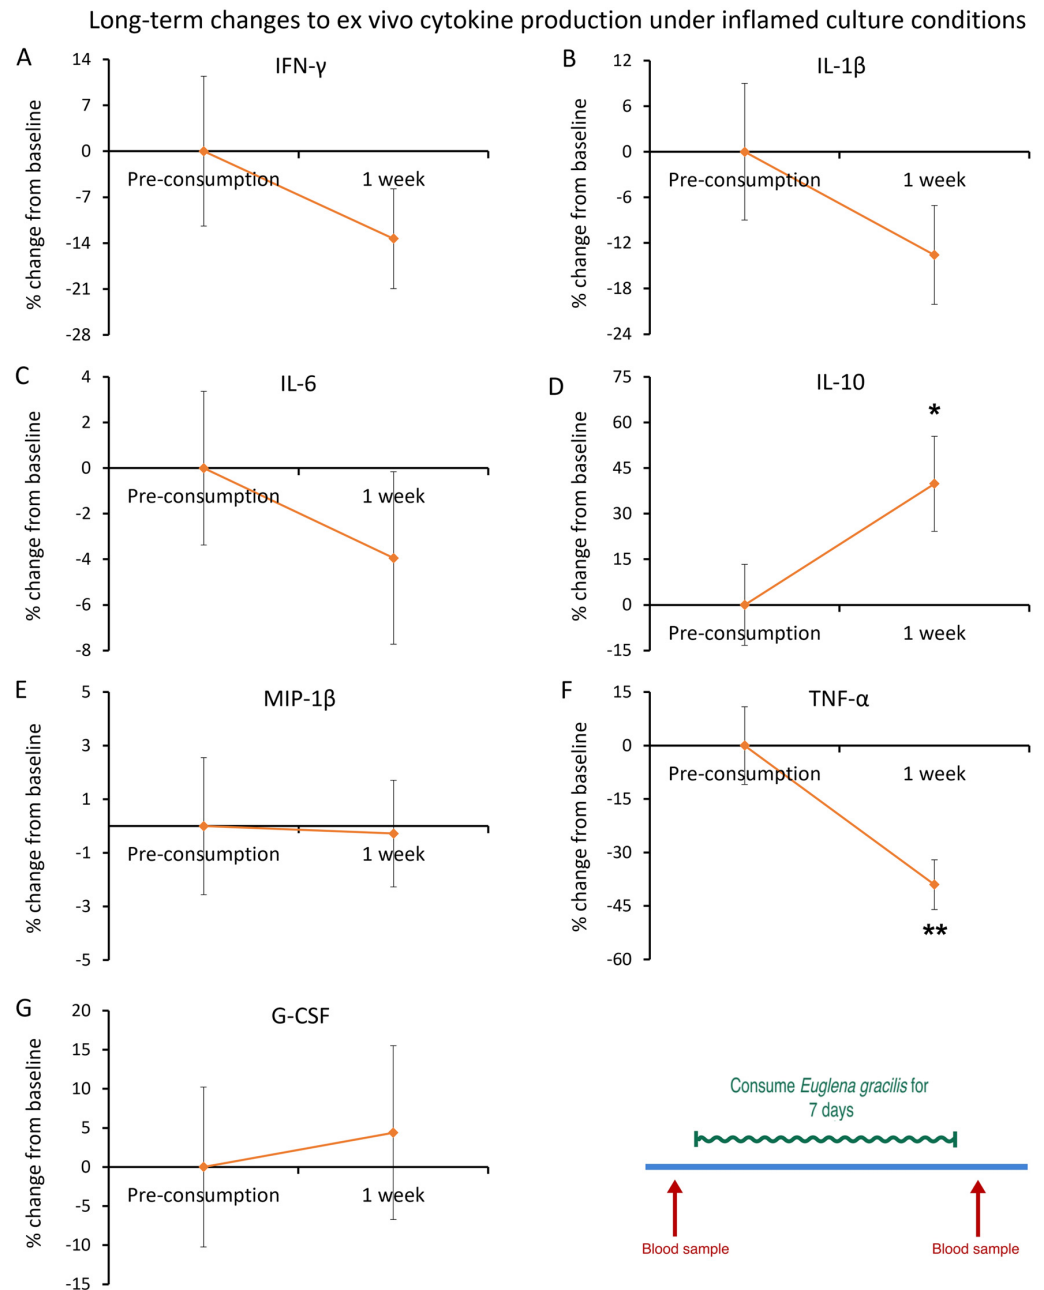 Long-term changes to ex vivo cytokine production under inflamed culture conditions
A
IFN-γ
% change from baseline
14
7
0
-7
-14
-21
-28
Pre-consumption
1 week
B
IL-1β
% change from baseline
12
6
0
-6
-12
-18
-24
Pre-consumption
1 week
C
IL-6
% change from baseline
4
2
0
-2
-4
-6
-8
Pre-consumption
1 week
D
IL-10
% change from baseline
75
60
45
30
15
0
-15
*
Pre-consumption
1 week
E
MIP-1β
% change from baseline
5
3
1
-1
-3
-5
Pre-consumption
1 week
F
TNF-α
% change from baseline
15
0
-15
-30
-45
-60
Pre-consumption
1 week
**
G
G-CSF
% change from baseline
20
15
10
5
0
-5
-10
-15
Pre-consumption
1 week
Consume Euglena gracilis for
7 days
Blood sample
Blood sample